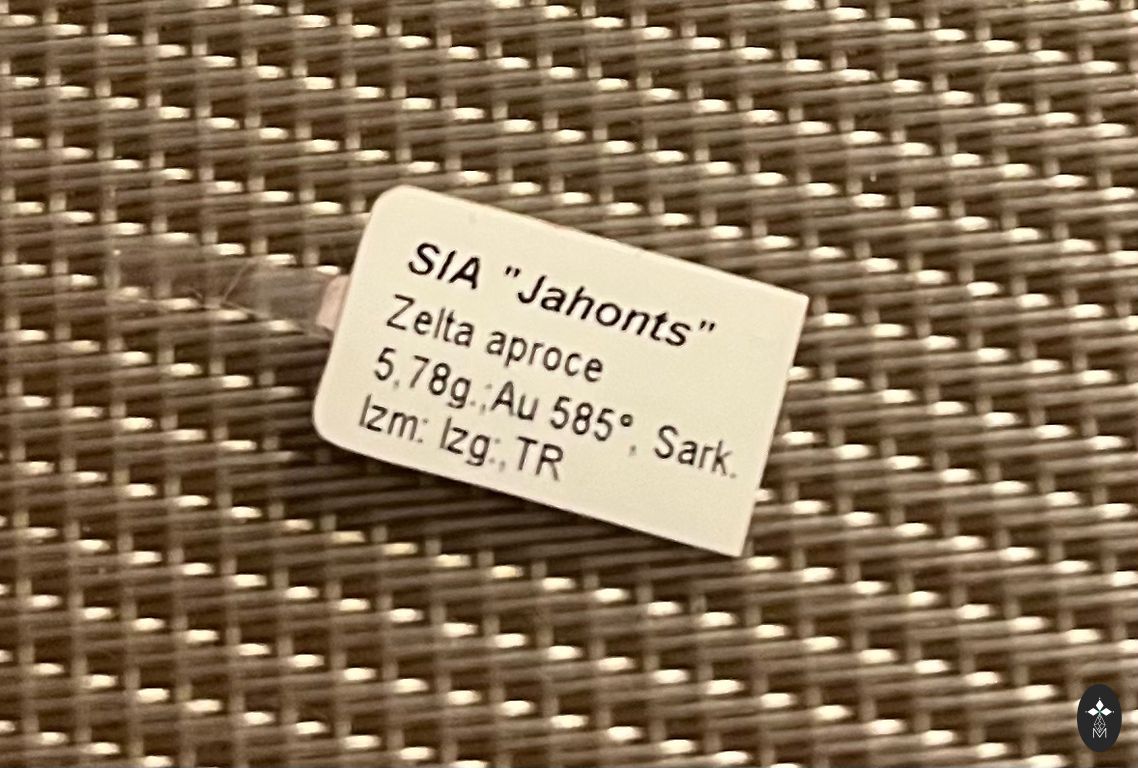 SIA "Jahonts"
Zelta aproce
5,78g.;Au 585°, Sark.
Izm: Izg:,TR
M